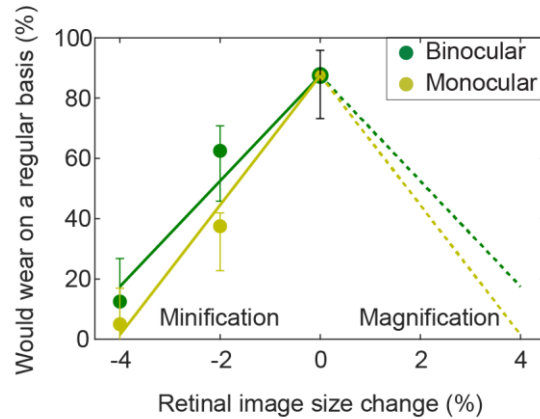 Would wear on a regular basis (%)
100
80
60
40
20
0
Binocular
Monocular
Minification
Magnification
-4
-2
0
2
4
Retinal image size change (%)